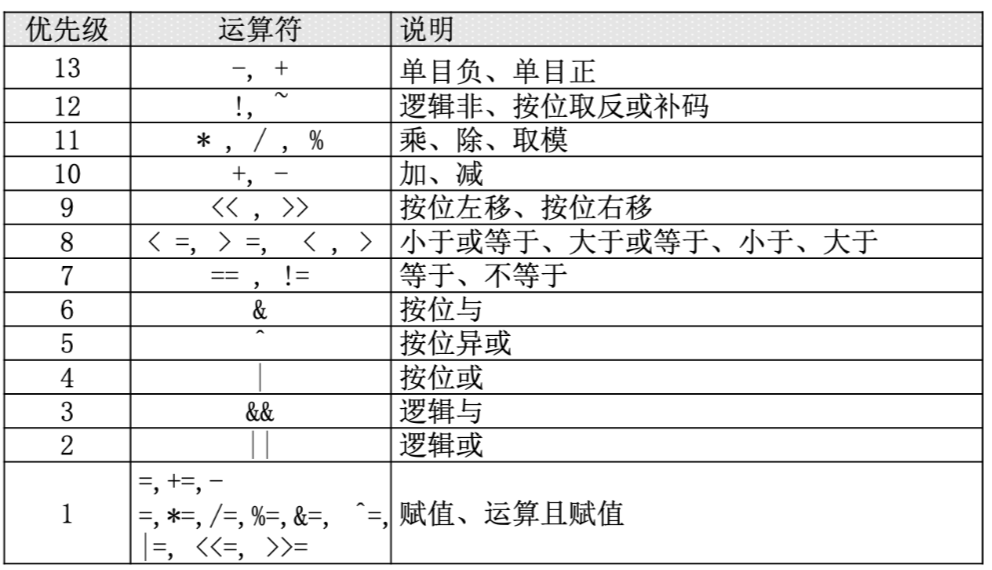 优先级 运算符 说明
13 -, + 单目负、单目正
12 !, ~ 逻辑非、按位取反或补码
11 * , / , % 乘、除、取模
10 +, - 加、减
9 << , >> 按位左移、按位右移
8 < =, > =, < , > 小于或等于、大于或等于、小于、大于
7 == , != 等于、不等于
6 & 按位与
5 ^ 按位异或
4 | 按位或
3 && 逻辑与
2 || 逻辑或
=,+=,-
1 =,*=,/=,%=,&=, ^=, 赋值、运算且赋值
|=, <<=, >>=